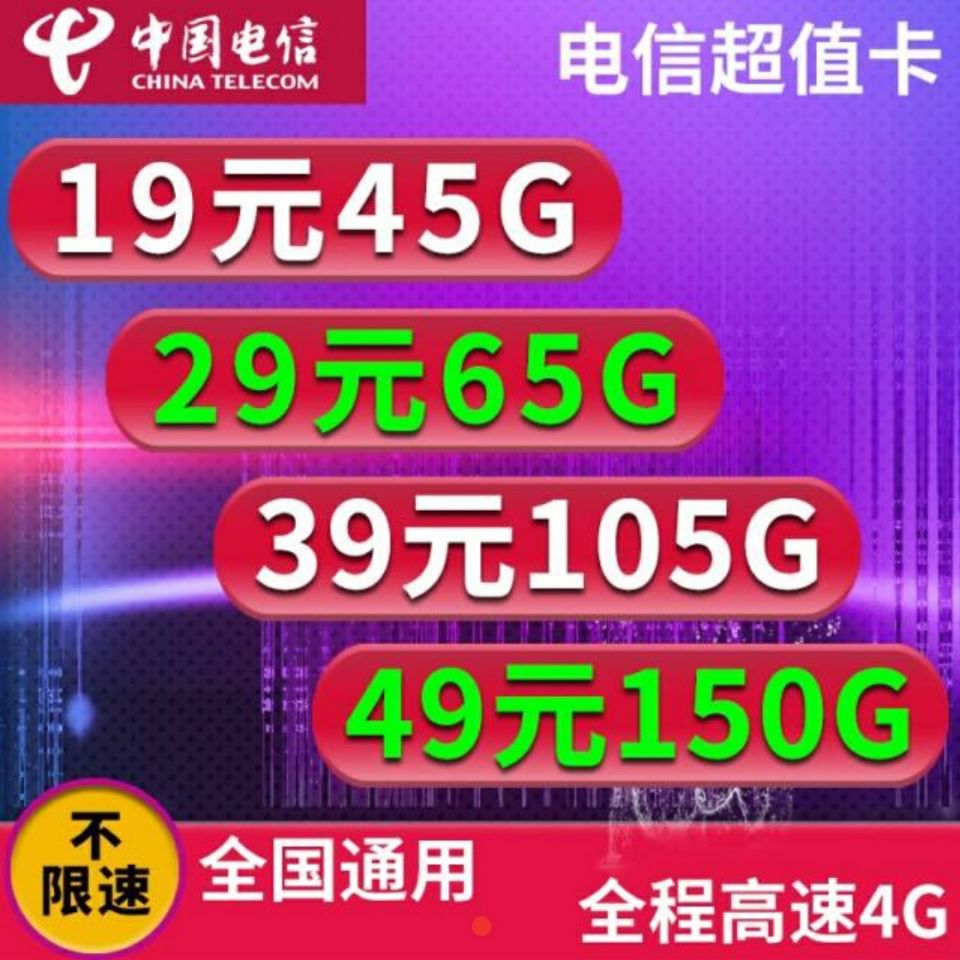 中国电信
CHINA TELECOM
电信超值卡
19元45G
29元65G
39元105G
49元150G
不
限速
全国通用
全程高速4G